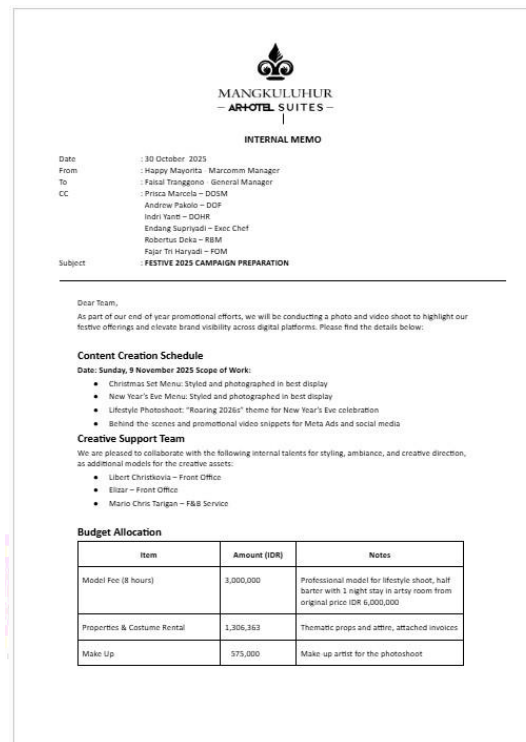 MANGKULUHUR
– ARTOTEL SUITES –
INTERNAL MEMO
Date : 30 October 2025
From : Happy Mayorita - Marcomm Manager
To : Faisal Tranggono - General Manager
CC : Prisca Marcela – DOSM
Andrew Pakolo – DOF
Indri Yanti – DOHR
Endang Supriyadi – Exec Chef
Robertus Deka – RBM
Fajar Tri Haryadi – FOM
Subject : FESTIVE 2025 CAMPAIGN PREPARATION
Dear Team,
As part of our end of year promotional efforts, we will be conducting a photo and video shoot to highlight our
festive offerings and elevate brand visibility across digital platforms. Please find the details below:
Content Creation Schedule
Date: Sunday, 9 November 2025 Scope of Work:
● Christmas Set Menu: Styled and photographed in best display
● New Year's Eve Menu: Styled and photographed in best display
● Lifestyle Photoshoot: "Roaring 2026s" theme for New Year's Eve celebration
● Behind-the-scenes and promotional video snippets for Meta Ads and social media
Creative Support Team
We are pleased to collaborate with the following internal talents for styling, ambiance, and creative direction,
as additional models for the creative assets:
● Libert Christkovia – Front Office
● Elizar – Front Office
● Mario Chris Tarigan – F&B Service
Budget Allocation
Item Amount (IDR) Notes
Model Fee (8 hours) 3,000,000 Professional model for lifestyle shoot, half
barter with 1 night stay in artsy room from
original price IDR 6,000,000
Properties & Costume Rental 1,306,363 Thematic props and attire, attached invoices
Make Up 575,000 Make-up artist for the photoshoot